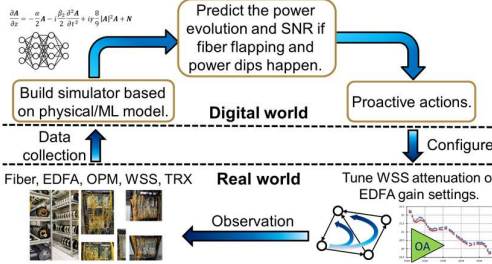 ∂A/∂z = −α/2 A − i β₂/2 ∂²A/∂t² + iγ 8/9 |A|²A + N
Predict the power
evolution and SNR if
fiber flapping and
power dips happen.
Build simulator based
on physical/ML model.
Proactive actions.
Digital world
Data
collection
Configure
Real world
Fiber, EDFA, OPM, WSS, TRX
Tune WSS attenuation o
EDFA gain settings.
Observation
OA